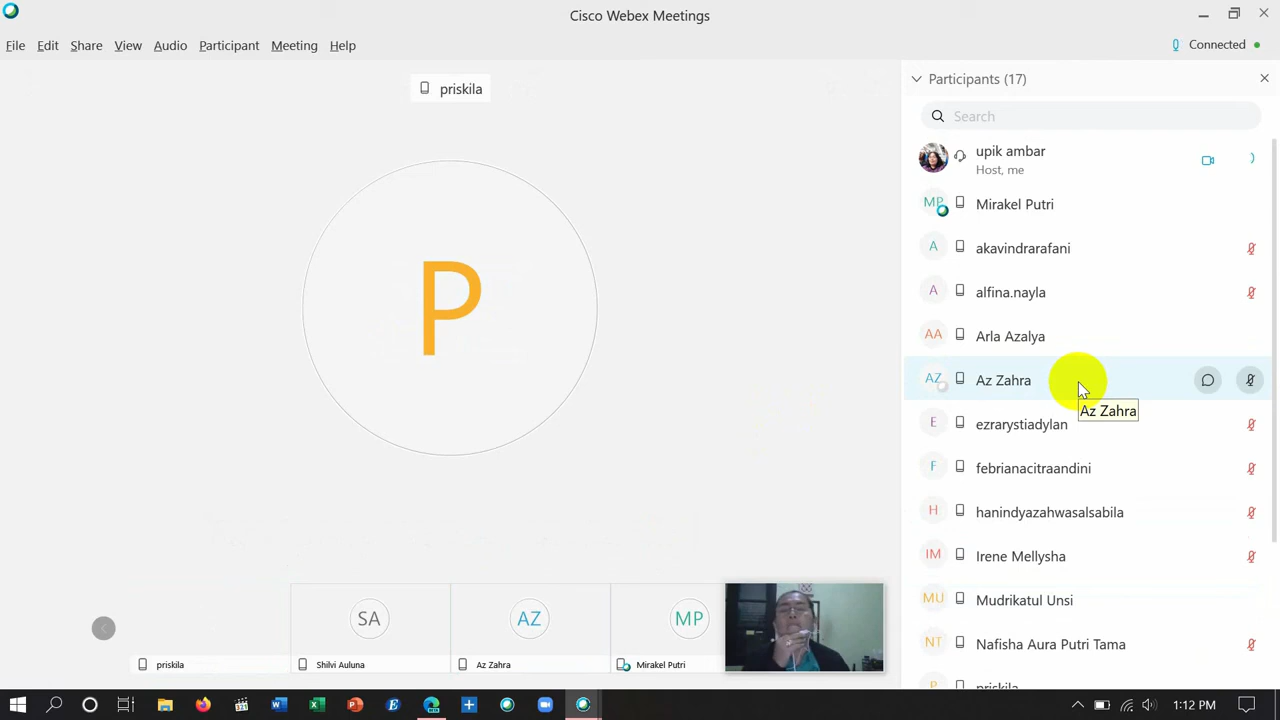 Cisco Webex Meetings
File Edit Share View Audio Participant Meeting Help
Connected
priskila
P
Participants (17)
Search
upik ambar
Host, me
MP Mirakel Putri
A akavindrarafani
A alfina.nayla
AA Arla Azalya
AZ Az Zahra
Az Zahra
E ezrarystiadylan
F febrianacitraandini
H hanindyazahwasalsabila
IM Irene Mellysha
MU Mudrikatul Unsi
NT Nafisha Aura Putri Tama
P priskila
SA AZ MP
priskila Shilvi Auluna Az Zahra Mirakel Putri
1:12 PM